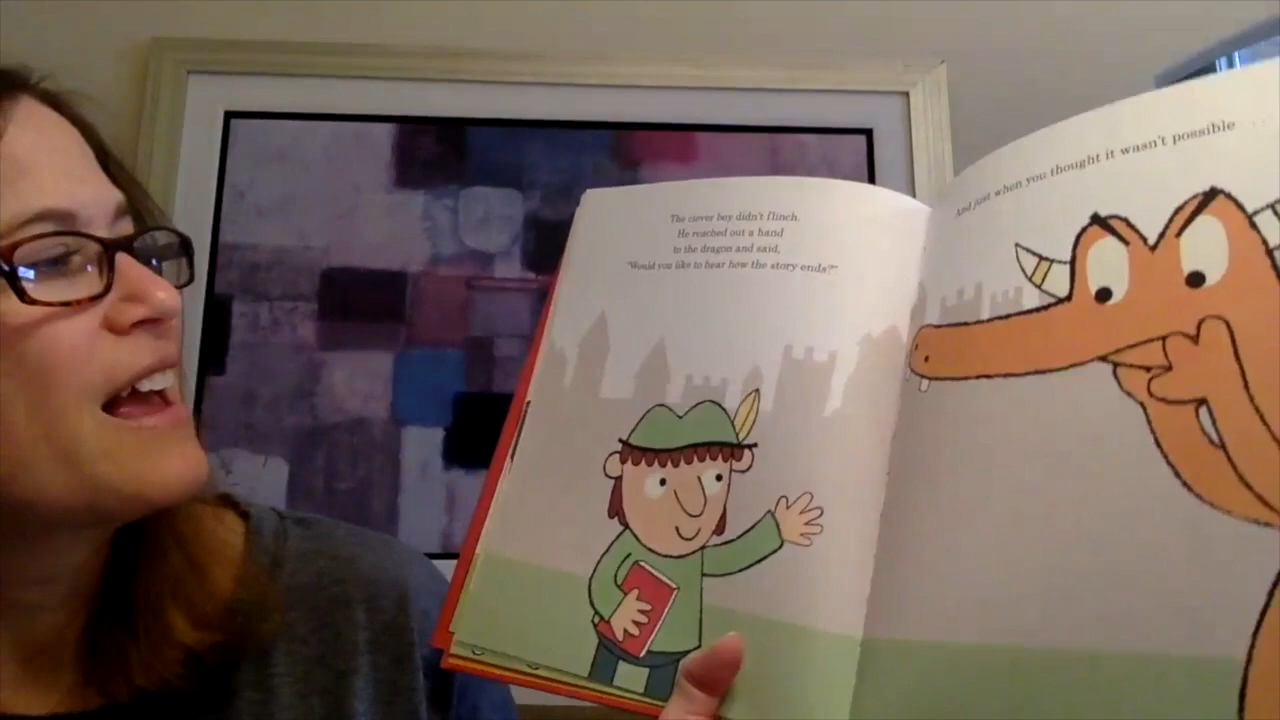 The clever boy didn't flinch.
He reached out a hand
to the dragon and said,
"Would you like to hear how the story ends?"
And just when you thought it wasn't possible